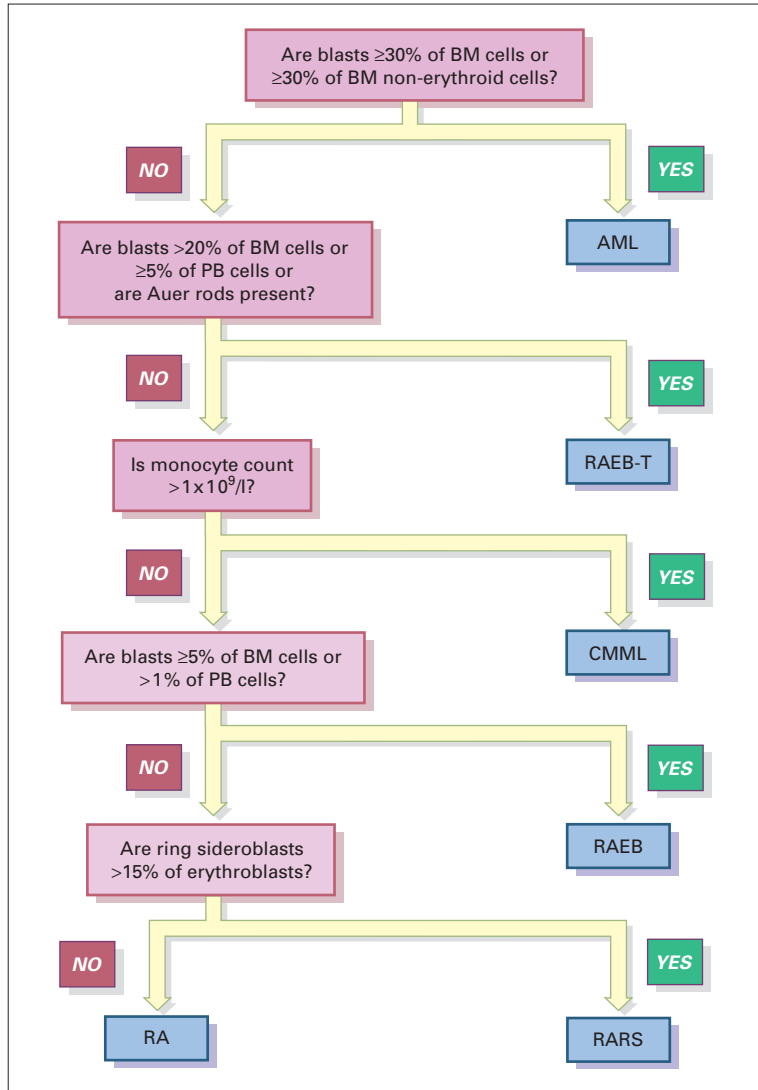 Are blasts ≥30% of BM cells or
≥30% of BM non-erythroid cells?
NO
YES
Are blasts >20% of BM cells or
≥5% of PB cells or
are Auer rods present?
AML
NO
YES
Is monocyte count
>1x10⁹/l?
RAEB-T
NO
YES
Are blasts ≥5% of BM cells or
>1% of PB cells?
CMML
NO
YES
Are ring sideroblasts
>15% of erythroblasts?
RAEB
NO
YES
RA
RARS